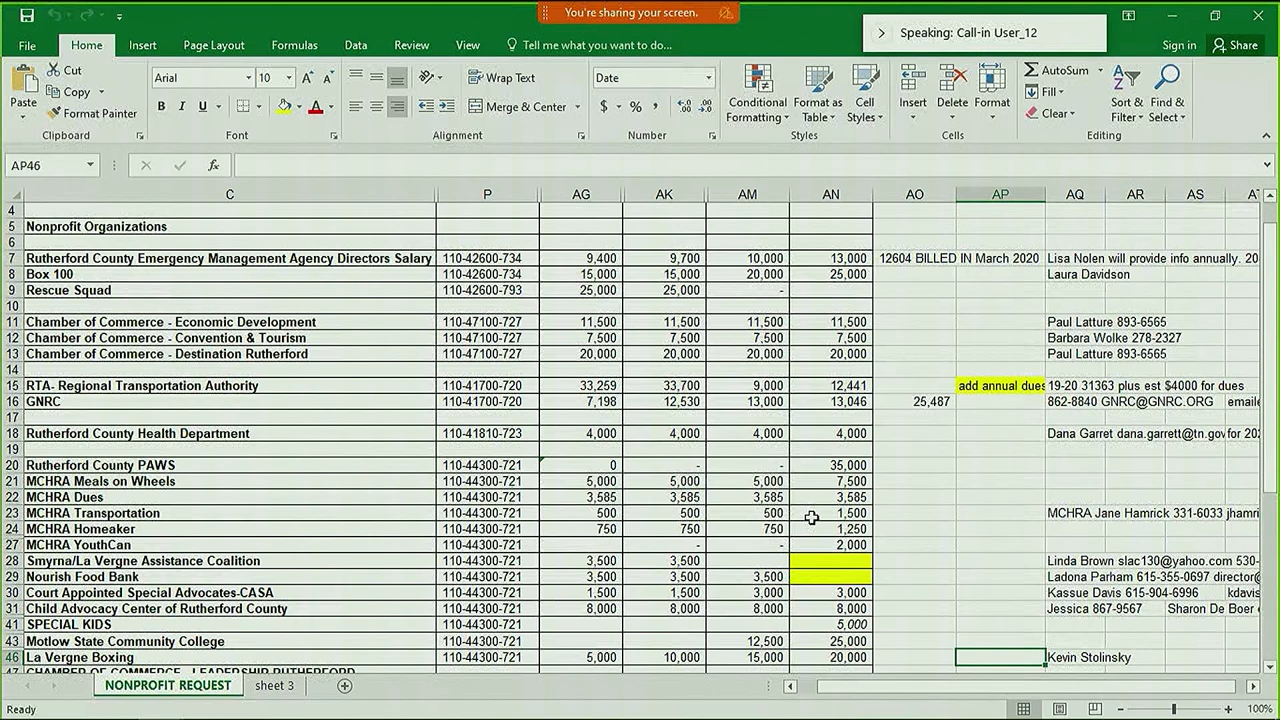 You're sharing your screen.
Speaking: Call-in User_12
File Home Insert Page Layout Formulas Data Review View Tell me what you want to do... Sign in Share
Paste Cut Copy Format Painter Clipboard
Arial 10 B I U A Font
Wrap Text Merge & Center Alignment
Date $ % , Number
Conditional Formatting Format as Table Cell Styles Styles
Insert Delete Format Cells
AutoSum Fill Clear Sort & Filter Find & Select Editing
AP46 fx
C P AG AK AM AN AO AP AQ AR AS
4
5 Nonprofit Organizations
6
7 Rutherford County Emergency Management Agency Directors Salary 110-42600-734 9,400 9,700 10,000 13,000 12604 BILLED IN March 2020 Lisa Nolen will provide info annually. 20
8 Box 100 110-42600-734 15,000 15,000 20,000 25,000 Laura Davidson
9 Rescue Squad 110-42600-793 25,000 25,000 -
10
11 Chamber of Commerce - Economic Development 110-47100-727 11,500 11,500 11,500 11,500 Paul Latture 893-6565
12 Chamber of Commerce - Convention & Tourism 110-47100-727 7,500 7,500 7,500 7,500 Barbara Wolke 278-2327
13 Chamber of Commerce - Destination Rutherford 110-47100-727 20,000 20,000 20,000 20,000 Paul Latture 893-6565
14
15 RTA- Regional Transportation Authority 110-41700-720 33,259 33,700 9,000 12,441 add annual dues 19-20 31363 plus est $4000 for dues
16 GNRC 110-41700-720 7,198 12,530 13,000 13,046 25,487 862-8840 GNRC@GNRC.ORG emaile
17
18 Rutherford County Health Department 110-41810-723 4,000 4,000 4,000 4,000 Dana Garret dana.garrett@tn.gov for 202
19
20 Rutherford County PAWS 110-44300-721 0 - - 35,000
21 MCHRA Meals on Wheels 110-44300-721 5,000 5,000 5,000 7,500
22 MCHRA Dues 110-44300-721 3,585 3,585 3,585 3,585
23 MCHRA Transportation 110-44300-721 500 500 500 1,500 MCHRA Jane Hamrick 331-6033 jhamri
24 MCHRA Homeaker 110-44300-721 750 750 750 1,250
27 MCHRA YouthCan 110-44300-721 - - 2,000
28 Smyrna/La Vergne Assistance Coalition 110-44300-721 3,500 3,500 Linda Brown slac130@yahoo.com 530-
29 Nourish Food Bank 110-44300-721 3,500 3,500 3,500 Ladona Parham 615-355-0697 director@
30 Court Appointed Special Advocates-CASA 110-44300-721 1,500 1,500 3,000 3,000 Kassue Davis 615-904-6996 kdavis
31 Child Advocacy Center of Rutherford County 110-44300-721 8,000 8,000 8,000 8,000 Jessica 867-9567 Sharon De Boer
41 SPECIAL KIDS 110-44300-721 5,000
43 Motlow State Community College 110-44300-721 12,500 25,000
46 La Vergne Boxing 110-44300-721 5,000 10,000 15,000 20,000 Kevin Stolinsky
47 CHAMBER OF COMMERCE - LEADERSHIP RUTHERFORD
NONPROFIT REQUEST sheet 3
Ready 100%